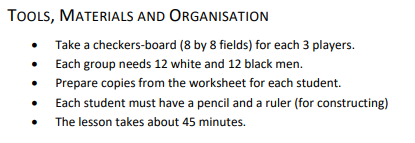 TOOLS, MATERIALS AND ORGANISATION
• Take a checkers-board (8 by 8 fields) for each 3 players.
• Each group needs 12 white and 12 black men.
• Prepare copies from the worksheet for each student.
• Each student must have a pencil and a ruler (for constructing)
• The lesson takes about 45 minutes.